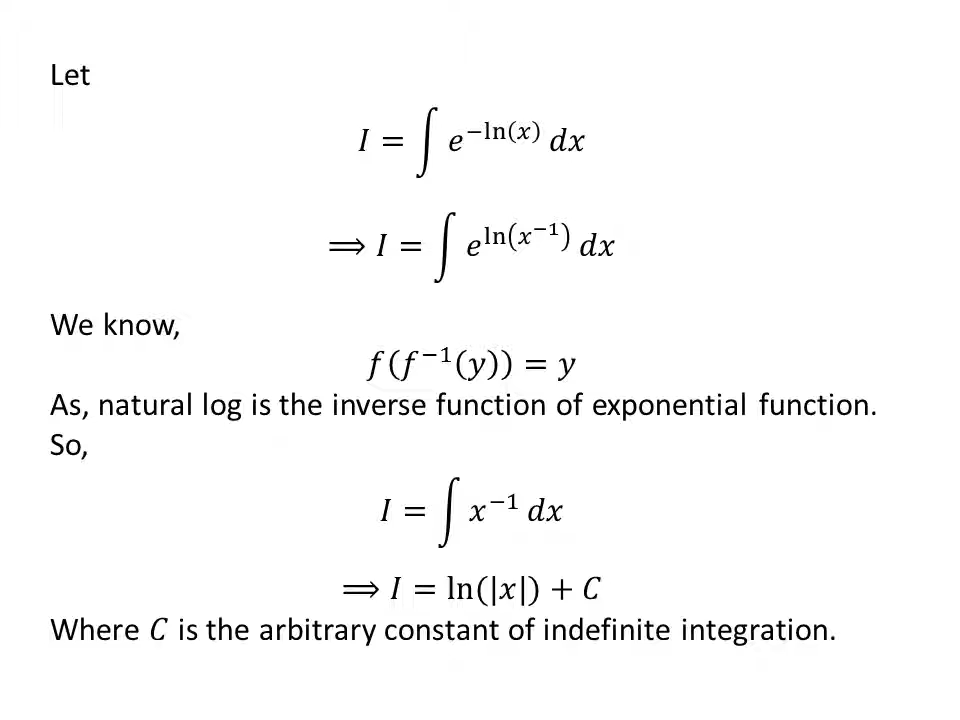 Let
I = ∫ e^{−ln(x)} dx
⟹ I = ∫ e^{ln(x^{−1})} dx
We know,
f(f^{−1}(y)) = y
As, natural log is the inverse function of exponential function.
So,
I = ∫ x^{−1} dx
⟹ I = ln(|x|) + C
Where C is the arbitrary constant of indefinite integration.